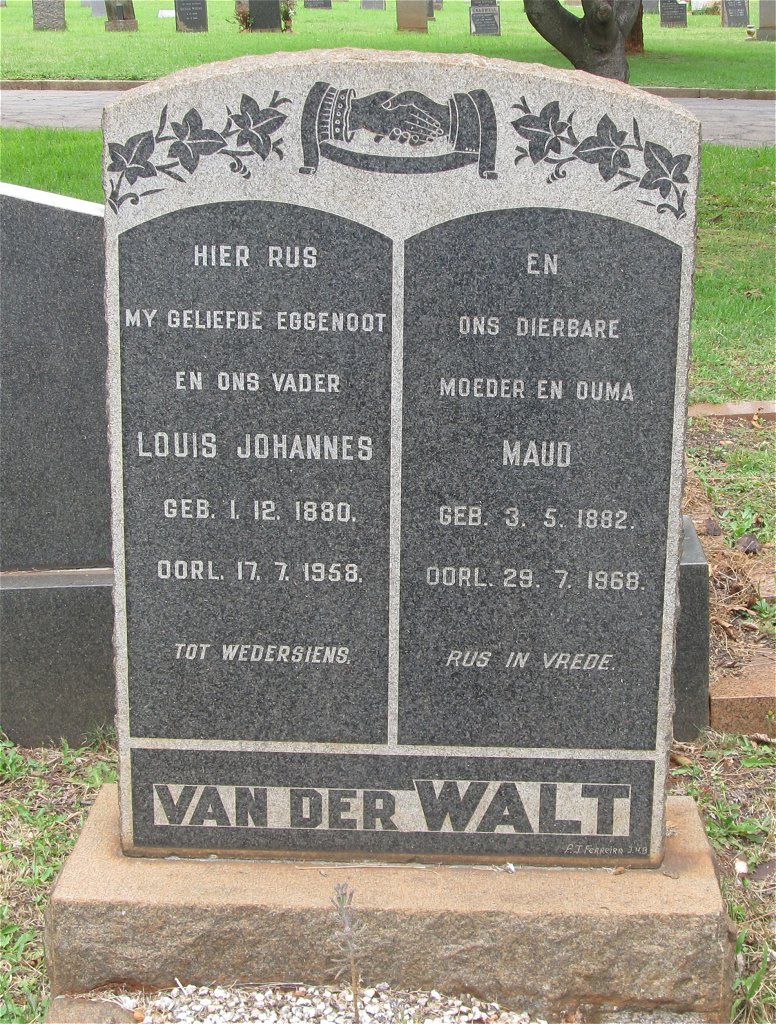 HIER RUS
MY GELIEFDE EGGENOOT
EN ONS VADER
LOUIS JOHANNES
GEB. 1. 12. 1880.
OORL. 17. 7. 1958.
TOT WEDERSIENS.
EN
ONS DIERBARE
MOEDER EN OUMA
MAUD
GEB. 3. 5. 1882.
OORL. 29. 7. 1968.
RUS IN VREDE.
VAN DER WALT
P.J Ferreira J.H.B